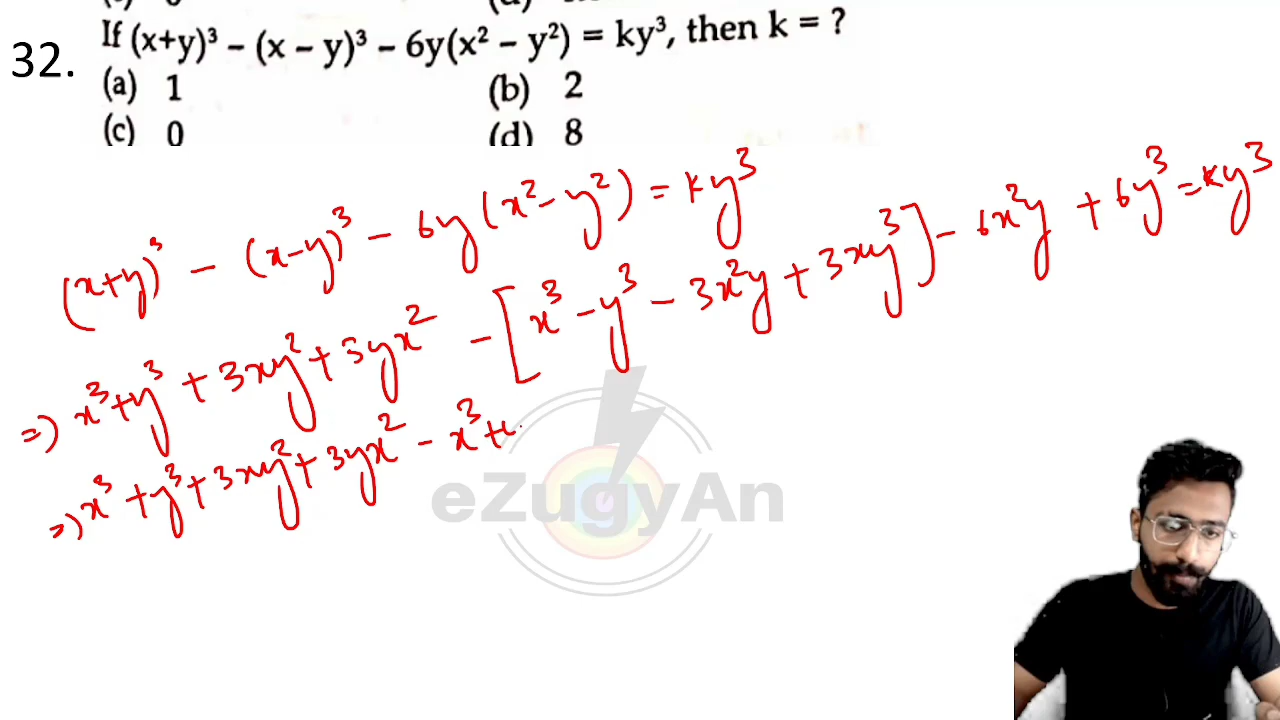 32. If (x+y)³ – (x – y)³ – 6y(x² – y²) = ky³, then k = ?
(a) 1 (b) 2
(c) 0 (d) 8
(x+y)³ – (x–y)³ – 6y(x²–y²) = ky³
=) x³+y³ + 3xy²+3yx² – [x³–y³ – 3x²y + 3xy³] – 6x²y + 6y³ = ky³
=) x³+y³+3xy²+3yx² – x³+
eZugyAn